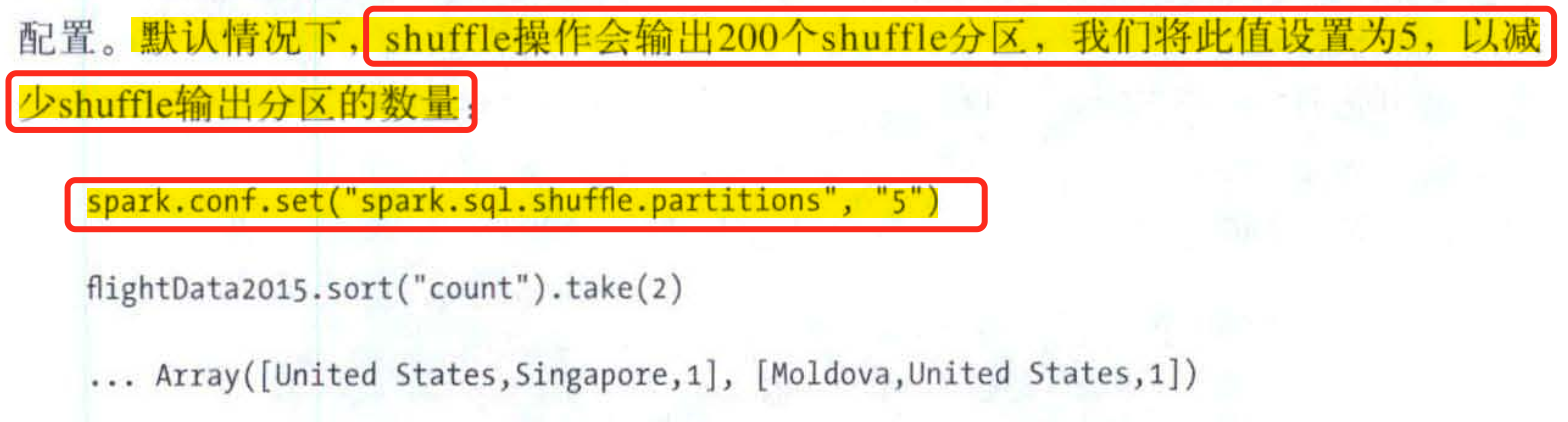 配置。默认情况下，shuffle操作会输出200个shuffle分区，我们将此值设置为5，以减
少shuffle输出分区的数量：
spark.conf.set("spark.sql.shuffle.partitions", "5")
flightData2015.sort("count").take(2)
... Array([United States,Singapore,1], [Moldova,United States,1])